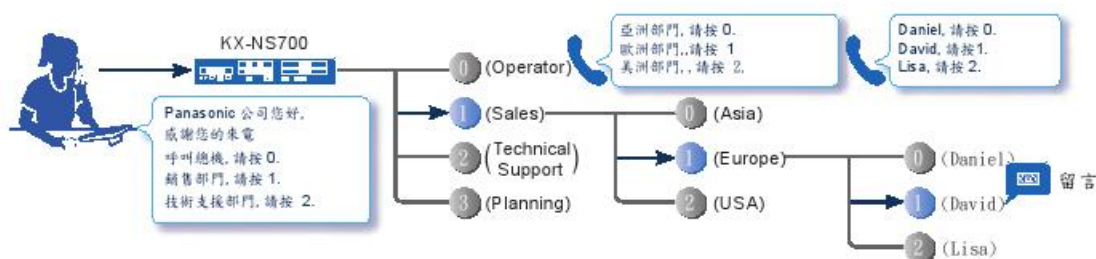 KX-NS700
Panasonic 公司您好,
感謝您的來電
呼叫總機, 請按 0.
銷售部門, 請按 1.
技術支援部門, 請按 2.
0 (Operator)
1 (Sales)
2 (Technical Support)
3 (Planning)
亞洲部門, 請按 0.
歐洲部門,,請按 1
美洲部門,, 請按 2.
0 (Asia)
1 (Europe)
2 (USA)
Daniel, 請按 0.
David, 請按1.
Lisa, 請按 2.
0 (Daniel)
1 (David)
2 (Lisa)
留言